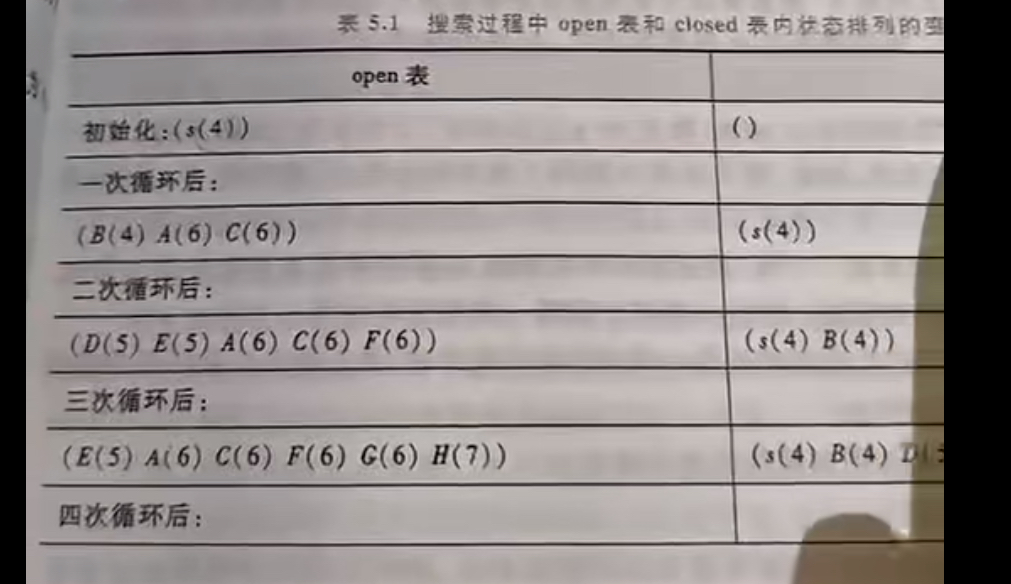 表 5.1 搜索过程中 open 表和 closed 表内状态排列的变
open 表
初始化:(s(4)) ()
一次循环后:
(B(4) A(6) C(6)) (s(4))
二次循环后:
(D(5) E(5) A(6) C(6) F(6)) (s(4) B(4))
三次循环后:
(E(5) A(6) C(6) F(6) G(6) H(7)) (s(4) B(4) D(5
四次循环后: